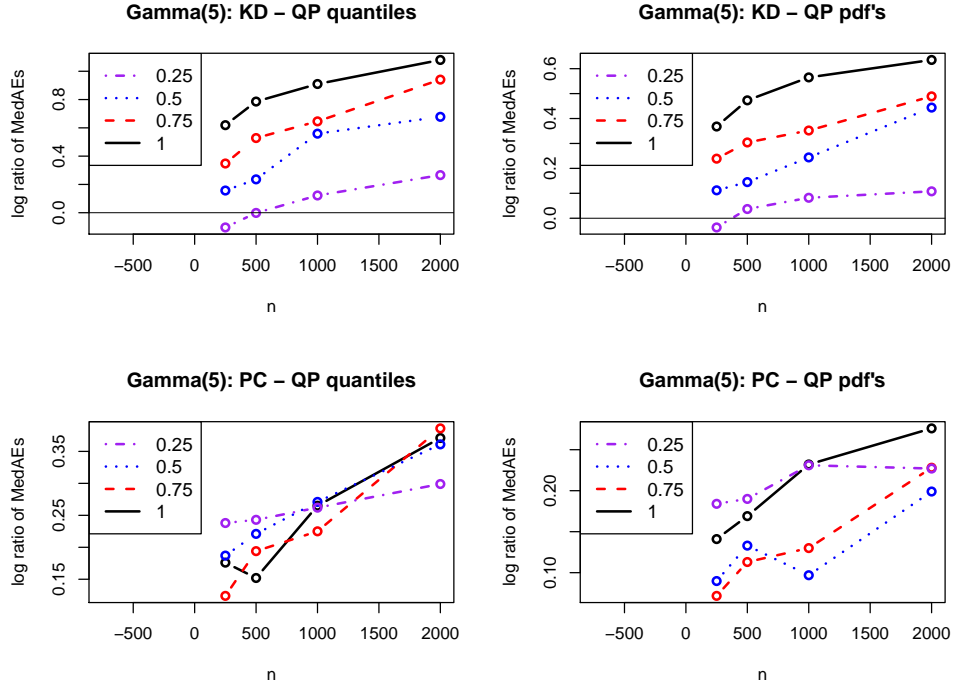 Gamma(5): KD − QP quantiles
log ratio of MedAEs
0.0 0.4 0.8
0.25
0.5
0.75
1
−500 0 500 1000 1500 2000
n
Gamma(5): KD − QP pdf's
log ratio of MedAEs
0.0 0.2 0.4 0.6
0.25
0.5
0.75
1
−500 0 500 1000 1500 2000
n
Gamma(5): PC − QP quantiles
log ratio of MedAEs
0.15 0.25 0.35
0.25
0.5
0.75
1
−500 0 500 1000 1500 2000
n
Gamma(5): PC − QP pdf's
log ratio of MedAEs
0.10 0.20
0.25
0.5
0.75
1
−500 0 500 1000 1500 2000
n